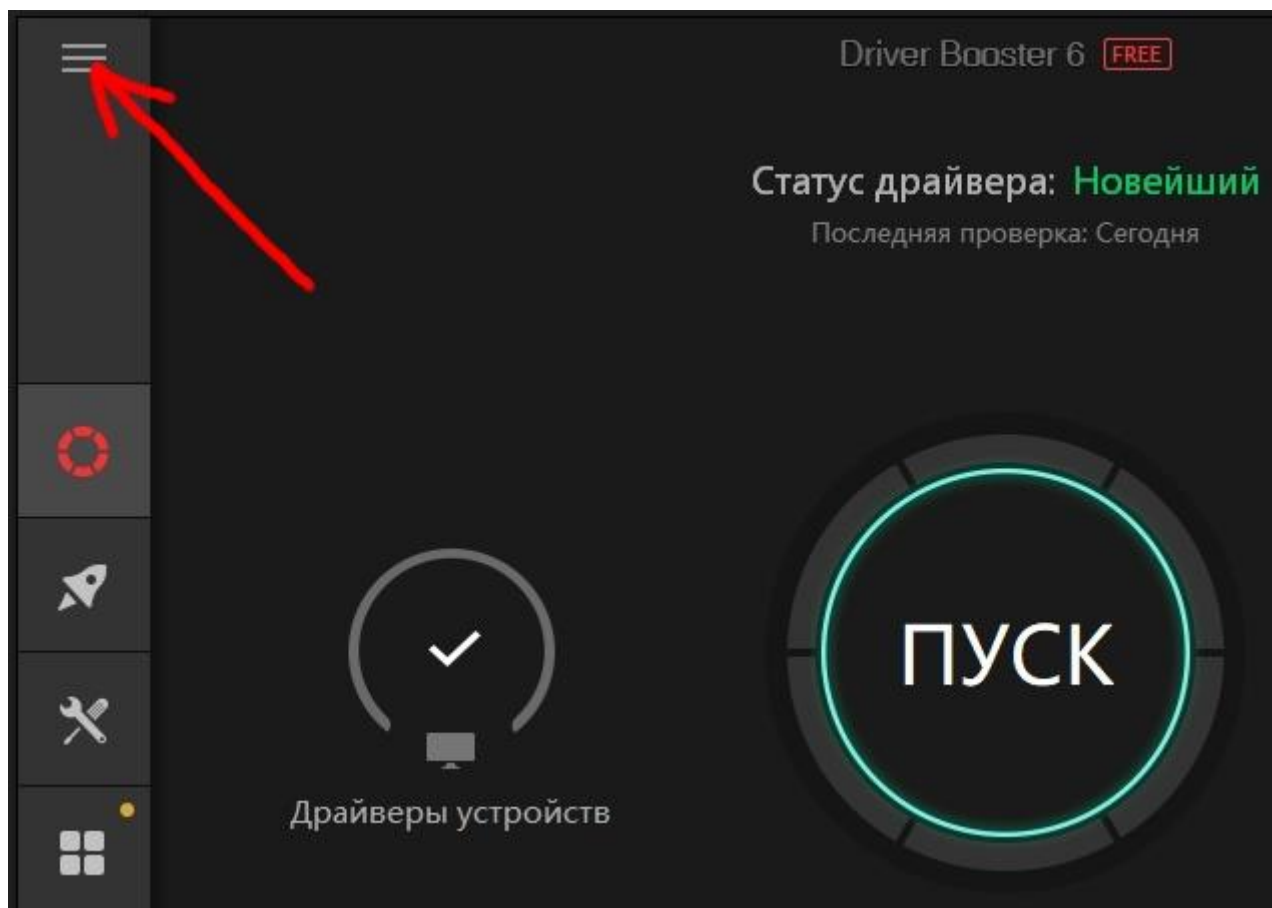 Driver Booster 6 FREE
Статус драйвера: Новейший
Последняя проверка: Сегодня
ПУСК
Драйверы устройств